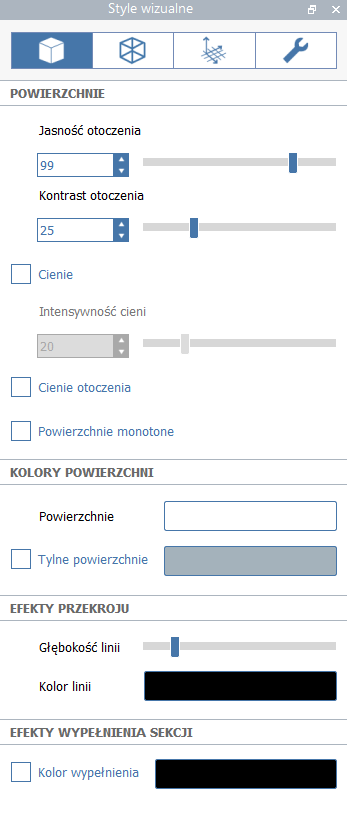 Style wizualne
POWIERZCHNIE
Jasność otoczenia
99
Kontrast otoczenia
25
Cienie
Intensywność cieni
20
Cienie otoczenia
Powierzchnie monotone
KOLORY POWIERZCHNI
Powierzchnie
Tylne powierzchnie
EFEKTY PRZEKROJU
Głębokość linii
Kolor linii
EFEKTY WYPEŁNIENIA SEKCJI
Kolor wypełnienia